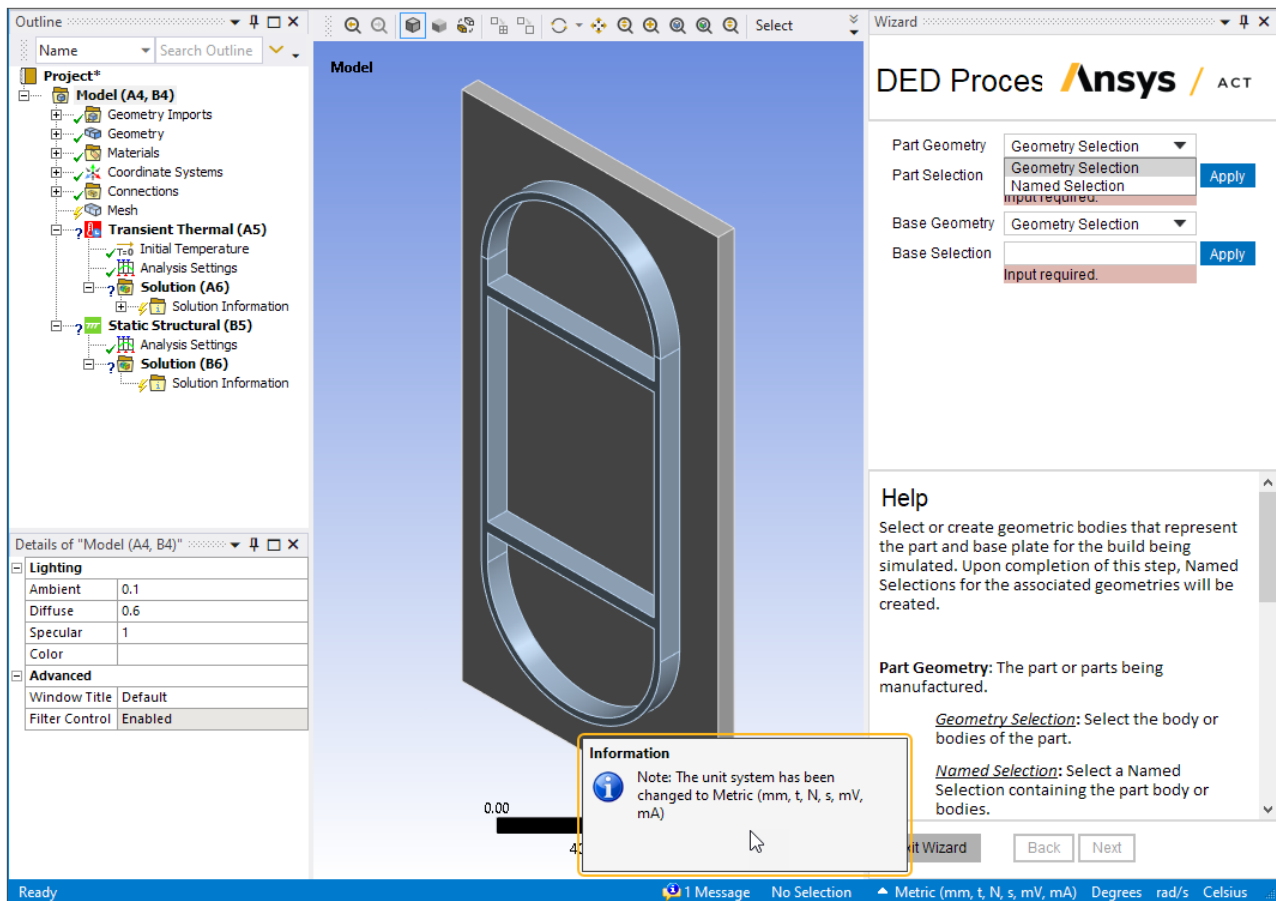 Outline
Name
Search Outline
Project*
Model (A4, B4)
Geometry Imports
Geometry
Materials
Coordinate Systems
Connections
Mesh
Transient Thermal (A5)
T=0 Initial Temperature
Analysis Settings
Solution (A6)
Solution Information
Static Structural (B5)
Analysis Settings
Solution (B6)
Solution Information
Details of "Model (A4, B4)"
Lighting
Ambient 0.1
Diffuse 0.6
Specular 1
Color
Advanced
Window Title Default
Filter Control Enabled
Select
Model
0.00
Information
Note: The unit system has been
changed to Metric (mm, t, N, s, mV,
mA)
Wizard
DED Proces Ansys / ACT
Part Geometry Geometry Selection
Geometry Selection
Part Selection Apply
Named Selection
Input required.
Base Geometry Geometry Selection
Base Selection Apply
Input required.
Help
Select or create geometric bodies that represent
the part and base plate for the build being
simulated. Upon completion of this step, Named
Selections for the associated geometries will be
created.
Part Geometry: The part or parts being
manufactured.
Geometry Selection: Select the body or
bodies of the part.
Named Selection: Select a Named
Selection containing the part body or
bodies.
Wizard
Back Next
Ready 1 Message No Selection Metric (mm, t, N, s, mV, mA) Degrees rad/s Celsius